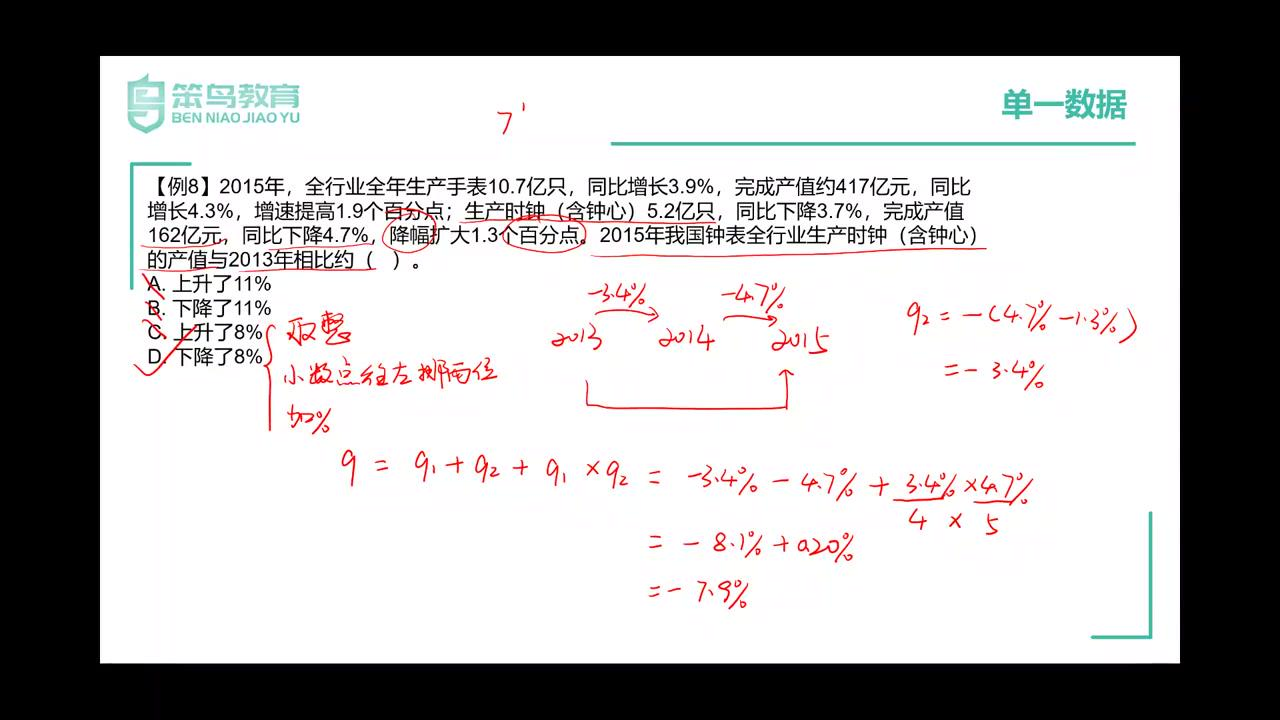 笨鸟教育
BEN NIAO JIAO YU
单一数据
【例8】2015年，全行业全年生产手表10.7亿只，同比增长3.9%，完成产值约417亿元，同比
增长4.3%，增速提高1.9个百分点；生产时钟（含钟心）5.2亿只，同比下降3.7%，完成产值
162亿元，同比下降4.7%，降幅扩大1.3个百分点。2015年我国钟表全行业生产时钟（含钟心）
的产值与2013年相比约（ ）。
A. 上升了11%
B. 下降了11%
C. 上升了8%
D. 下降了8%
取整
小数点往左挪两位
加%
-3.4% -4.7%
2013 2014 2015
q₂ = -(4.7% - 1.3%)
= - 3.4%
q = q₁ + q₂ + q₁ × q₂ = -3.4% - 4.7% + 3.4% × 4.7%
4 × 5
= - 8.1% + 0.20%
= - 7.9%